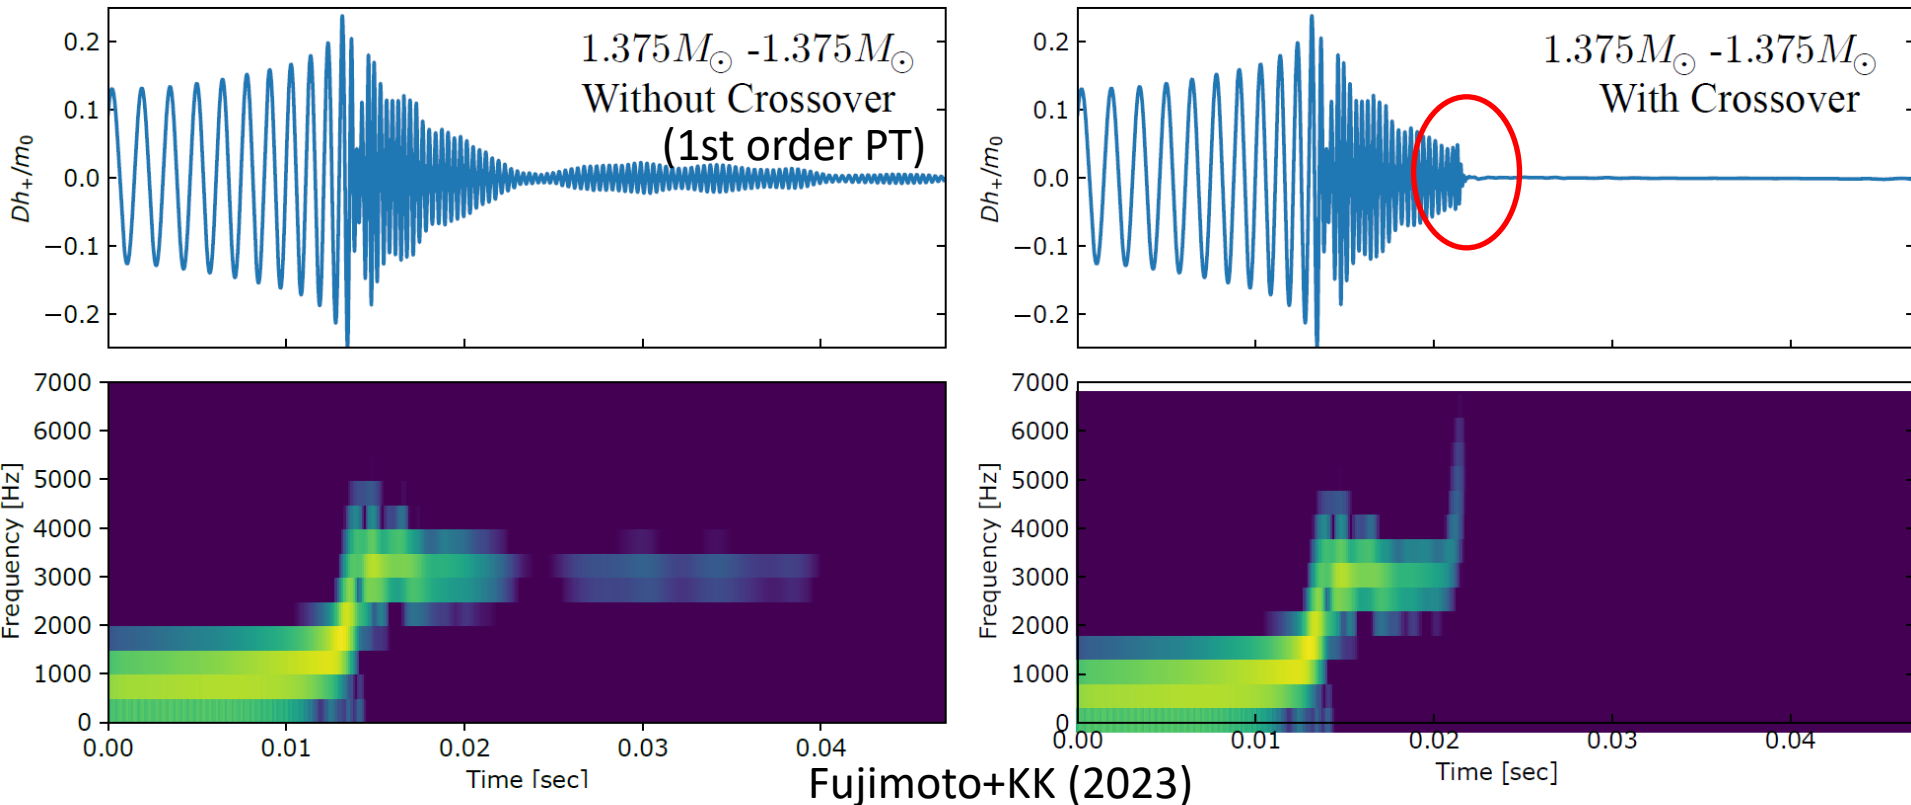 0.2
0.1
0.0
−0.1
−0.2
Dh₊/m₀
1.375M☉ -1.375M☉
Without Crossover
(1st order PT)
0.2
0.1
0.0
−0.1
−0.2
Dh₊/m₀
1.375M☉ -1.375M☉
With Crossover
7000
6000
5000
4000
3000
2000
1000
0
Frequency [Hz]
0.00 0.01 0.02 0.03 0.04
Time [sec]
7000
6000
5000
4000
3000
2000
1000
0
Frequency [Hz]
0.00 0.01 0.02 0.03 0.04
Time [sec]
Fujimoto+KK (2023)